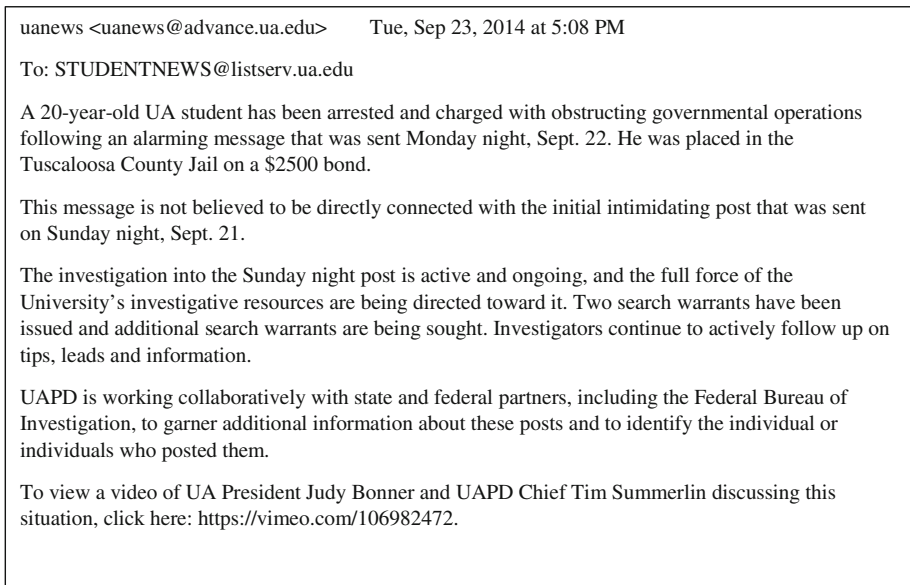 uanews <uanews@advance.ua.edu> Tue, Sep 23, 2014 at 5:08 PM
To: STUDENTNEWS@listserv.ua.edu
A 20-year-old UA student has been arrested and charged with obstructing governmental operations
following an alarming message that was sent Monday night, Sept. 22. He was placed in the
Tuscaloosa County Jail on a $2500 bond.
This message is not believed to be directly connected with the initial intimidating post that was sent
on Sunday night, Sept. 21.
The investigation into the Sunday night post is active and ongoing, and the full force of the
University’s investigative resources are being directed toward it. Two search warrants have been
issued and additional search warrants are being sought. Investigators continue to actively follow up on
tips, leads and information.
UAPD is working collaboratively with state and federal partners, including the Federal Bureau of
Investigation, to garner additional information about these posts and to identify the individual or
individuals who posted them.
To view a video of UA President Judy Bonner and UAPD Chief Tim Summerlin discussing this
situation, click here: https://vimeo.com/106982472.